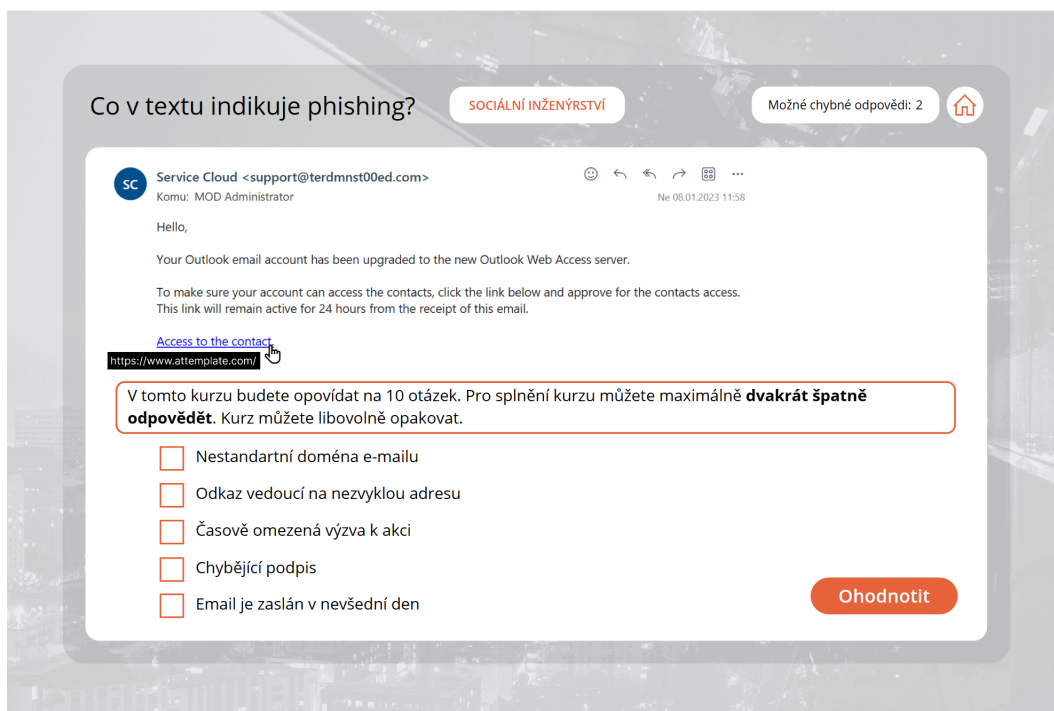 Co v textu indikuje phishing?
SOCIÁLNÍ INŽENÝRSTVÍ
Možné chybné odpovědi: 2
SC
Service Cloud <support@terdmnst00ed.com>
Komu: MOD Administrator
Ne 08.01.2023 11:58
Hello,
Your Outlook email account has been upgraded to the new Outlook Web Access server.
To make sure your account can access the contacts, click the link below and approve for the contacts access.
This link will remain active for 24 hours from the receipt of this email.
Access to the contact
https://www.attemplate.com/
V tomto kurzu budete opovídat na 10 otázek. Pro splnění kurzu můžete maximálně dvakrát špatně
odpovědět. Kurz můžete libovolně opakovat.
Nestandartní doména e-mailu
Odkaz vedoucí na nezvyklou adresu
Časově omezená výzva k akci
Chybějící podpis
Email je zaslán v nevšední den
Ohodnotit